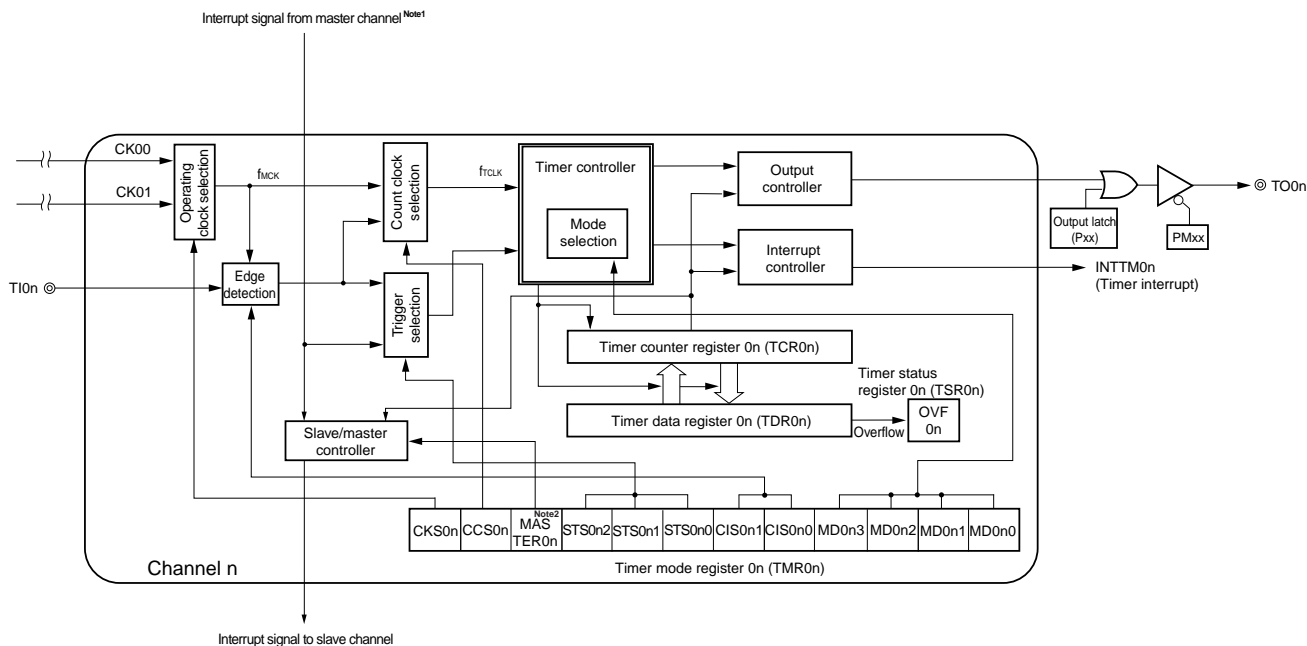 Interrupt signal from master channel Note1
CK00
CK01
Operating
clock selection
fMCK
Count clock
selection
fTCLK
Timer controller
Mode
selection
Output
controller
Interrupt
controller
Output latch
(Pxx)
PMxx
TO0n
INTTM0n
(Timer interrupt)
TI0n
Edge
detection
Trigger
selection
Timer counter register 0n (TCR0n)
Timer status
register 0n (TSR0n)
Timer data register 0n (TDR0n)
Overflow
OVF
0n
Slave/master
controller
CKS0n
CCS0n
Note2
MAS
TER0n
STS0n2
STS0n1
STS0n0
CIS0n1
CIS0n0
MD0n3
MD0n2
MD0n1
MD0n0
Channel n
Timer mode register 0n (TMR0n)
Interrupt signal to slave channel